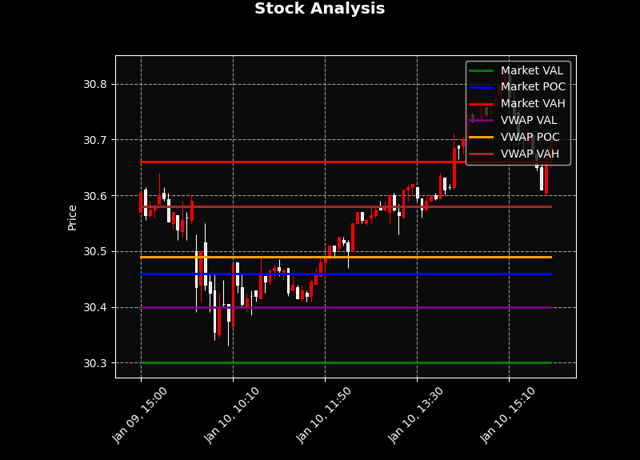 Stock Analysis
Market VAL
Market POC
Market VAH
VWAP VAL
VWAP POC
VWAP VAH
Price
30.8
30.7
30.6
30.5
30.4
30.3
Jan 09, 15:00
Jan 10, 10:10
Jan 10, 11:50
Jan 10, 13:30
Jan 10, 15:10